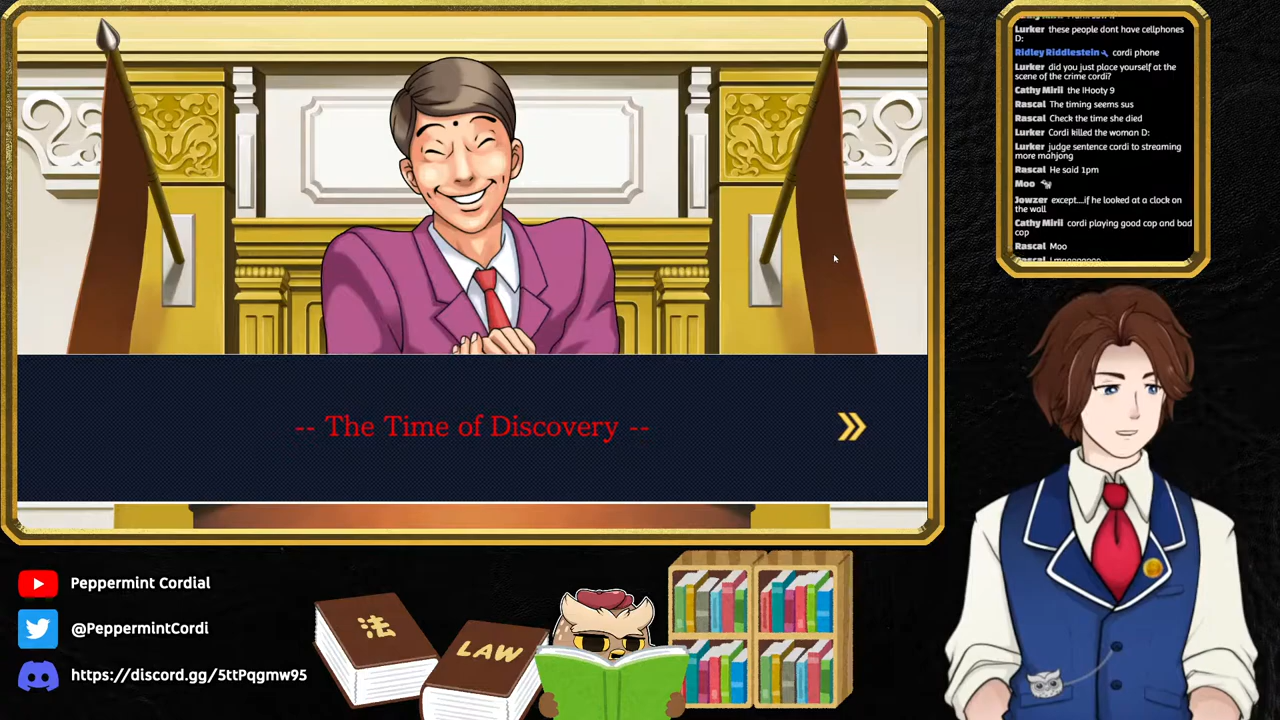 -- The Time of Discovery --
Lurker these people dont have cellphones
D:
Ridley Riddlestein cordi phone
Lurker did you just place yourself at the
scene of the crime cordi?
Cathy Mirii the !Hooty 9
Rascal The timing seems sus
Rascal Check the time she died
Lurker Cordi killed the woman D:
Lurker judge sentence cordi to streaming
more mahjong
Rascal He said 1pm
Moo
Jowzer except....if he looked at a clock on
the wall
Cathy Mirii cordi playing good cop and bad
cop
Rascal Moo
Peppermint Cordial
@PeppermintCordi
https://discord.gg/5ttPqgmw95
法
LAW